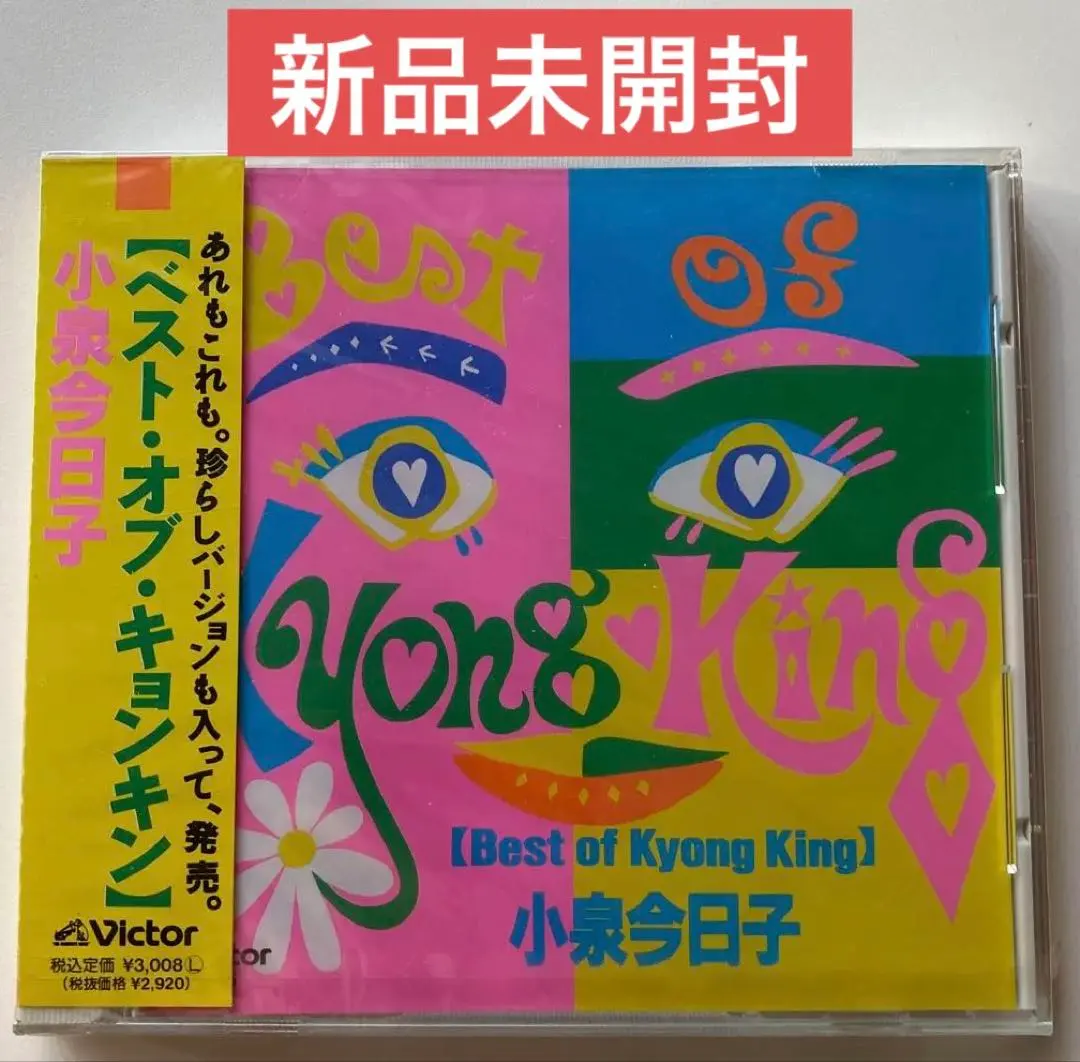 新品未開封
あれもこれも。珍らしバージョンも入って、発売。
【ベスト・オブ・キョンキン】
小泉今日子
Victor
税込定価 ¥3,008Ⓛ
(税抜価格 ¥2,920)
Best Of
yong King
【Best of Kyong King】
小泉今日子
tor